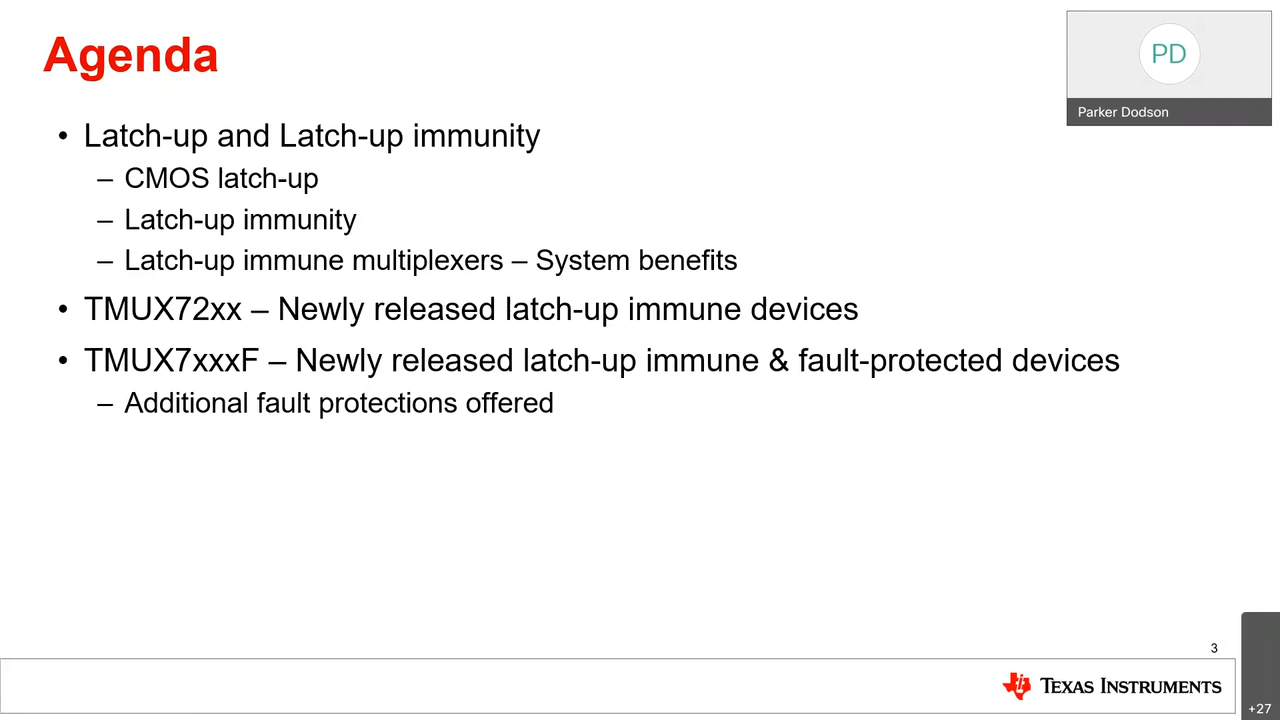 Agenda
PD
Parker Dodson
• Latch-up and Latch-up immunity
– CMOS latch-up
– Latch-up immunity
– Latch-up immune multiplexers – System benefits
• TMUX72xx – Newly released latch-up immune devices
• TMUX7xxxF – Newly released latch-up immune & fault-protected devices
– Additional fault protections offered
3
TEXAS INSTRUMENTS
+27